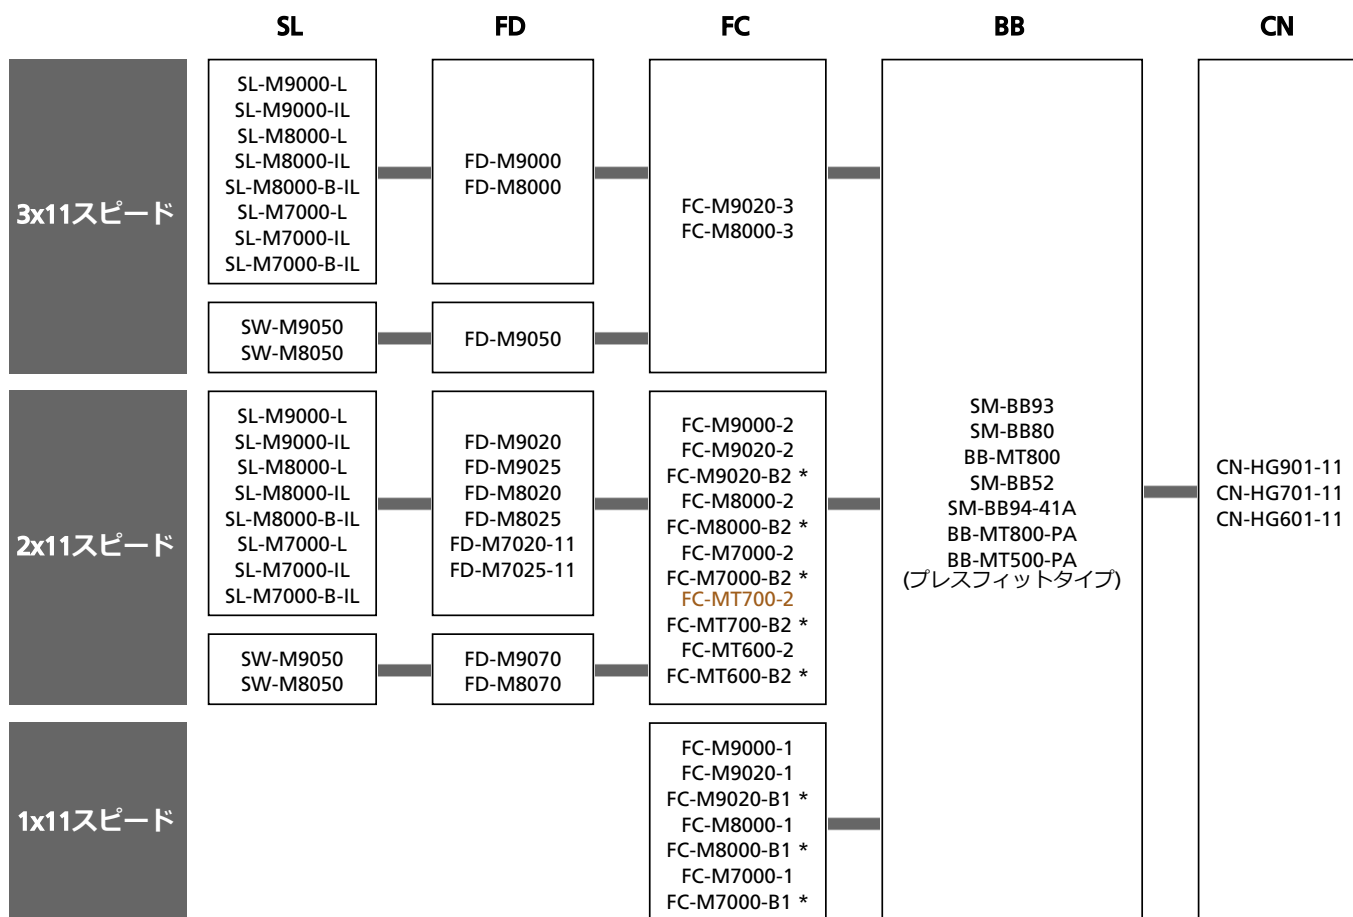 SL
FD
FC
BB
CN
3x11スピード
SL-M9000-L
SL-M9000-IL
SL-M8000-L
SL-M8000-IL
SL-M8000-B-IL
SL-M7000-L
SL-M7000-IL
SL-M7000-B-IL
FD-M9000
FD-M8000
FC-M9020-3
FC-M8000-3
SW-M9050
SW-M8050
FD-M9050
2x11スピード
SL-M9000-L
SL-M9000-IL
SL-M8000-L
SL-M8000-IL
SL-M8000-B-IL
SL-M7000-L
SL-M7000-IL
SL-M7000-B-IL
FD-M9020
FD-M9025
FD-M8020
FD-M8025
FD-M7020-11
FD-M7025-11
FC-M9000-2
FC-M9020-2
FC-M9020-B2 *
FC-M8000-2
FC-M8000-B2 *
FC-M7000-2
FC-M7000-B2 *
FC-MT700-2
FC-MT700-B2 *
FC-MT600-2
FC-MT600-B2 *
SW-M9050
SW-M8050
FD-M9070
FD-M8070
1x11スピード
FC-M9000-1
FC-M9020-1
FC-M9020-B1 *
FC-M8000-1
FC-M8000-B1 *
FC-M7000-1
FC-M7000-B1 *
SM-BB93
SM-BB80
BB-MT800
SM-BB52
SM-BB94-41A
BB-MT800-PA
BB-MT500-PA
(プレスフィットタイプ)
CN-HG901-11
CN-HG701-11
CN-HG601-11